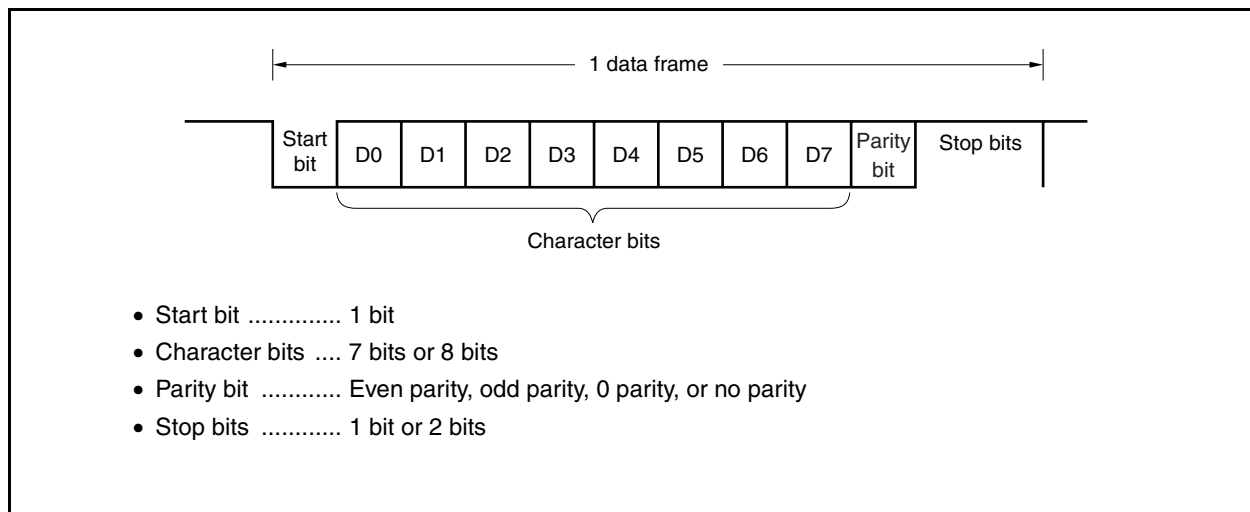 1 data frame
Start bit D0 D1 D2 D3 D4 D5 D6 D7 Parity bit Stop bits
Character bits
• Start bit .............. 1 bit
• Character bits .... 7 bits or 8 bits
• Parity bit ............ Even parity, odd parity, 0 parity, or no parity
• Stop bits ............ 1 bit or 2 bits